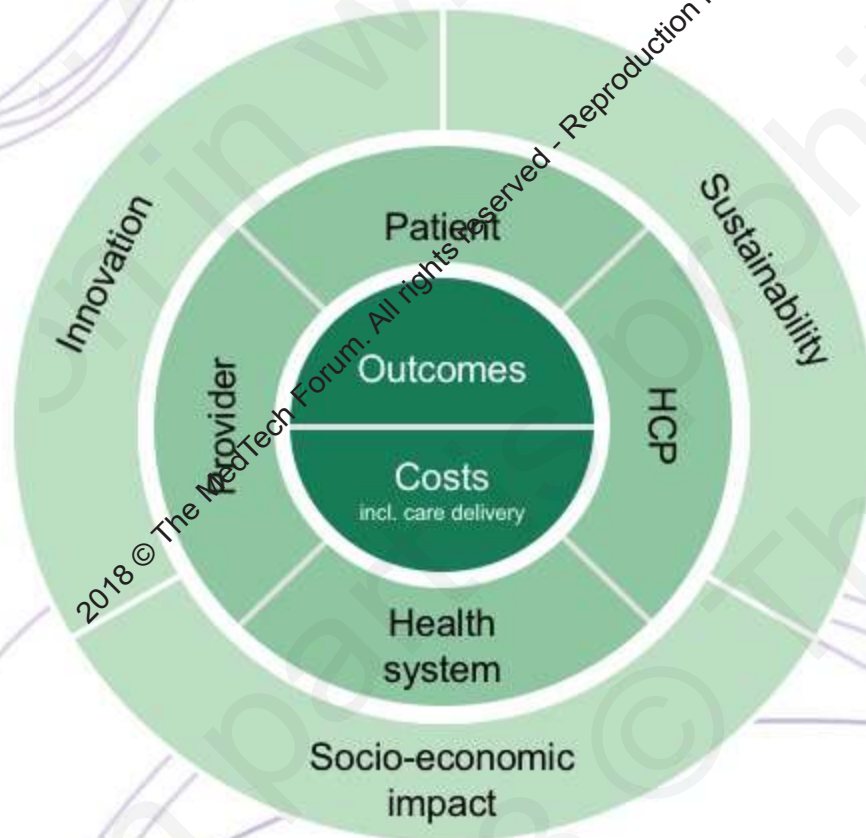 Innovation
Sustainability
Patient
Provider
HCP
Outcomes
Costs
incl. care delivery
Health
system
Socio-economic
impact
2018 © The MedTech Forum. All rights reserved - Reproduction